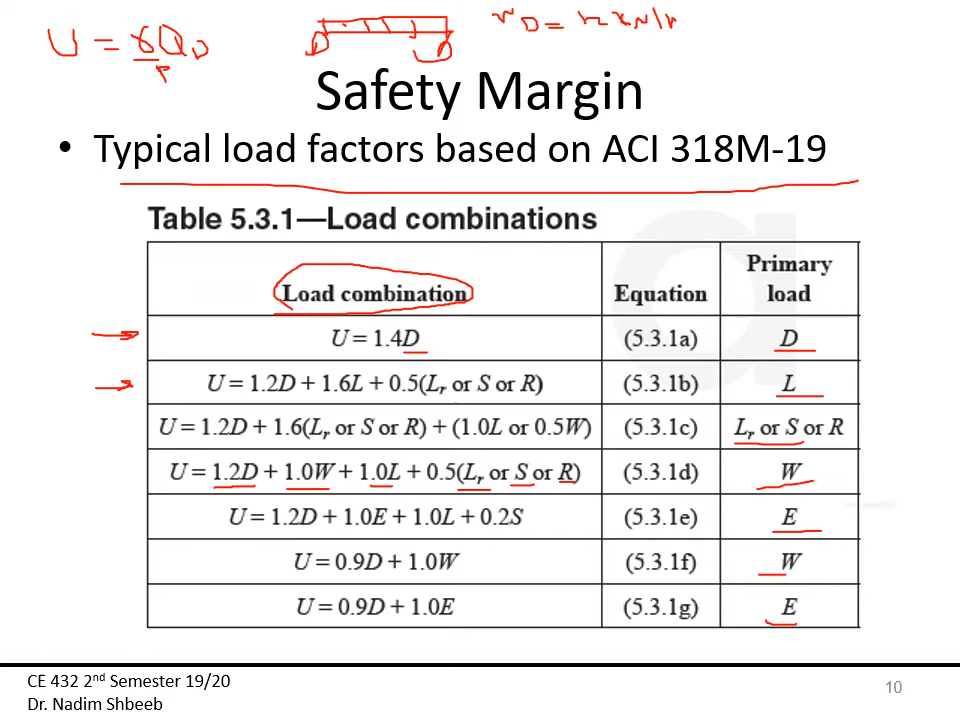 U = γQD
Safety Margin
• Typical load factors based on ACI 318M-19
Table 5.3.1—Load combinations
Load combination Equation Primary load
U = 1.4D (5.3.1a) D
U = 1.2D + 1.6L + 0.5(Lr or S or R) (5.3.1b) L
U = 1.2D + 1.6(Lr or S or R) + (1.0L or 0.5W) (5.3.1c) Lr or S or R
U = 1.2D + 1.0W + 1.0L + 0.5(Lr or S or R) (5.3.1d) W
U = 1.2D + 1.0E + 1.0L + 0.2S (5.3.1e) E
U = 0.9D + 1.0W (5.3.1f) W
U = 0.9D + 1.0E (5.3.1g) E
CE 432 2nd Semester 19/20
Dr. Nadim Shbeeb
10